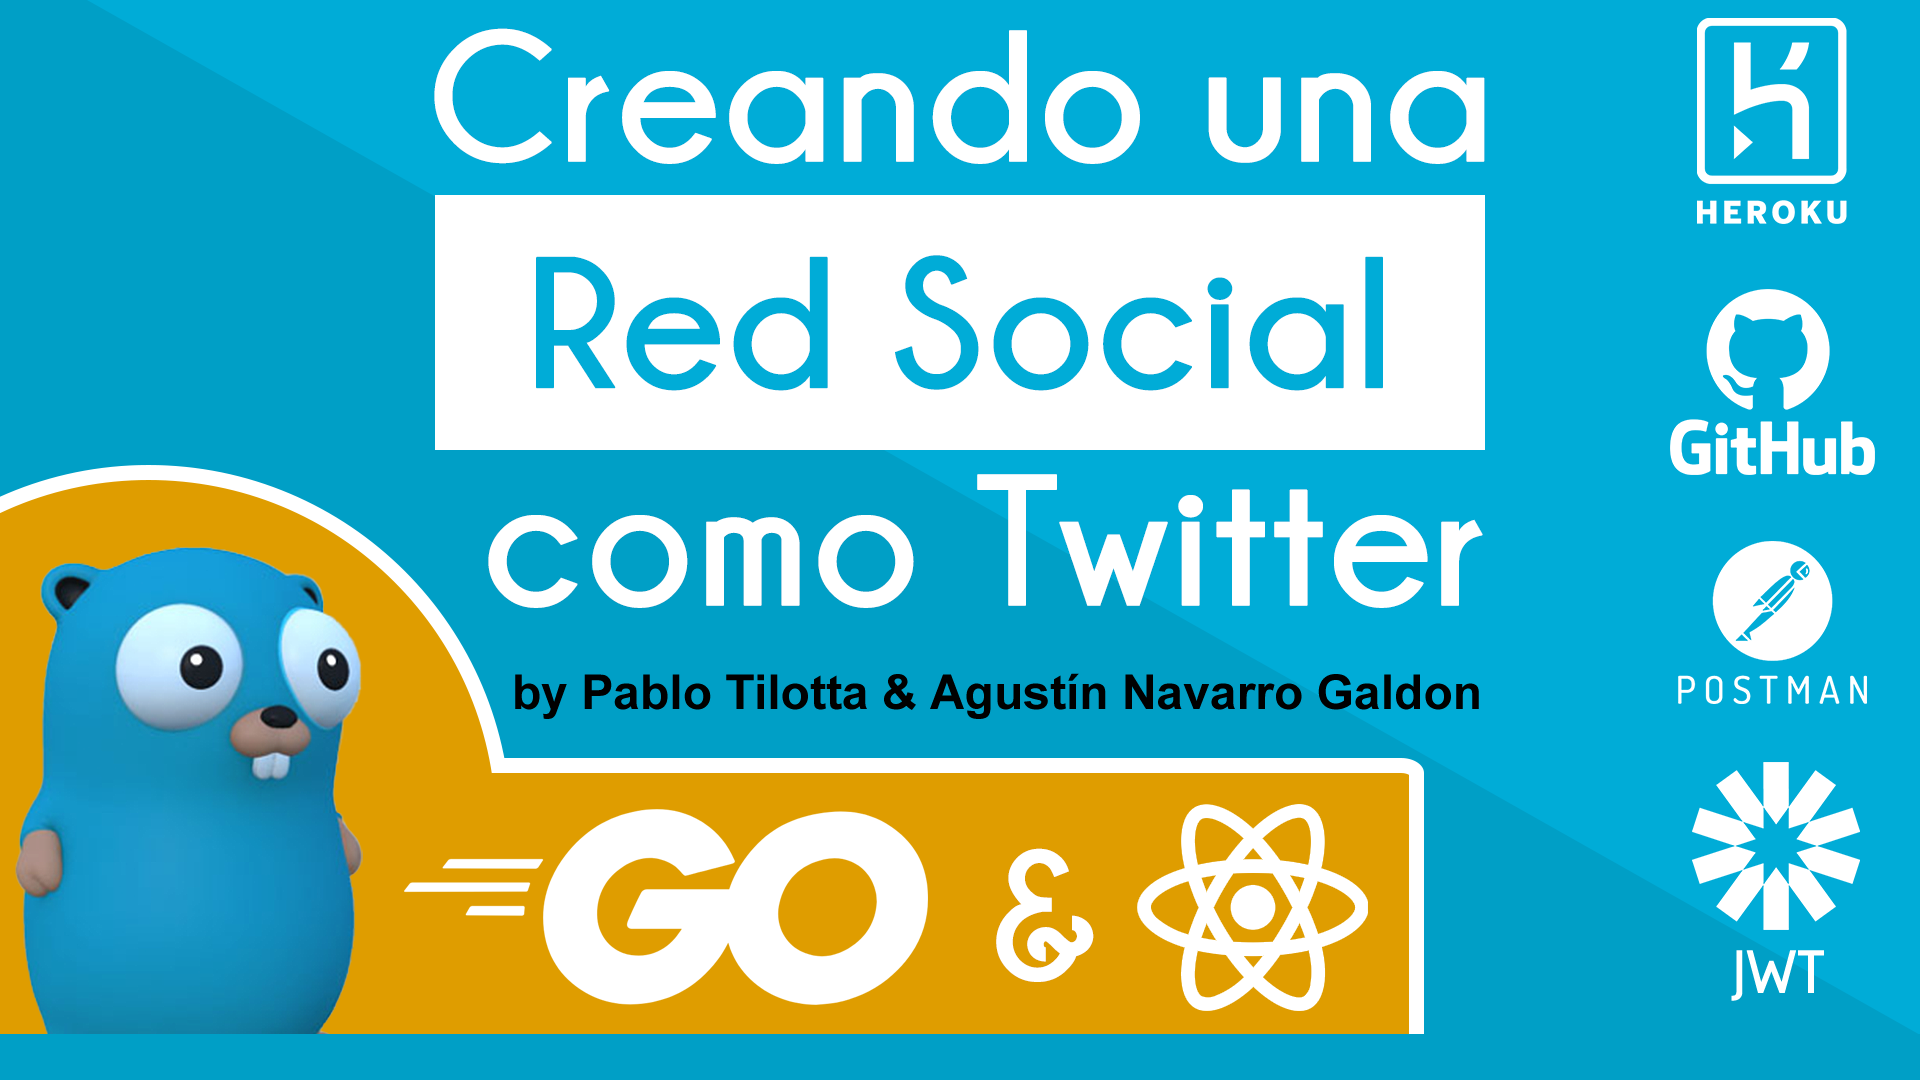 Creando una
Red Social
como Twitter
by Pablo Tilotta & Agustín Navarro Galdon
GO &
HEROKU
GitHub
POSTMAN
JWT